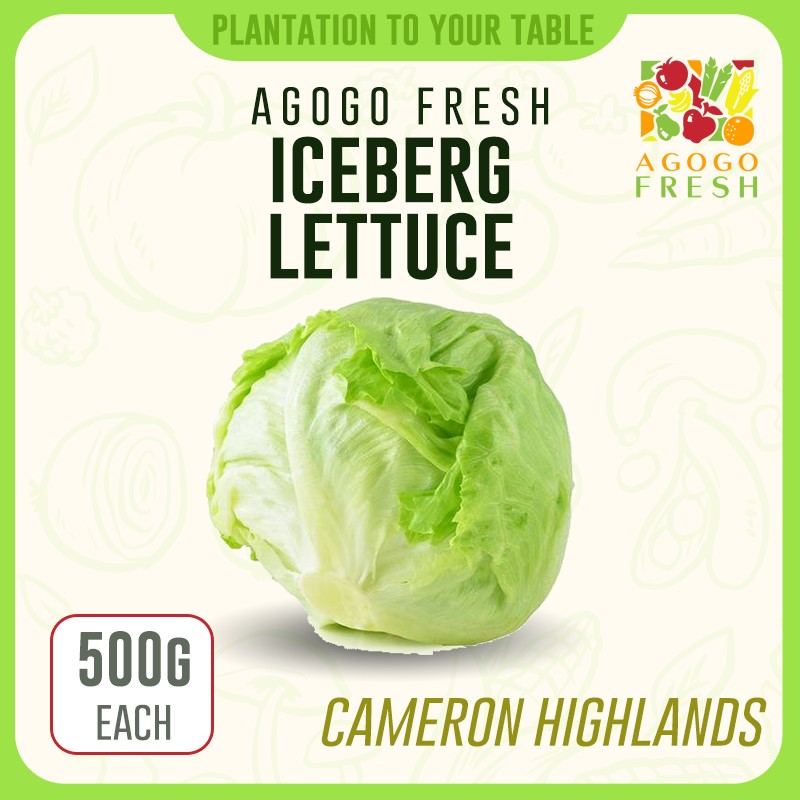 PLANTATION TO YOUR TABLE
AGOGO FRESH
ICEBERG
LETTUCE
AGOGO
FRESH
500G
EACH
CAMERON HIGHLANDS